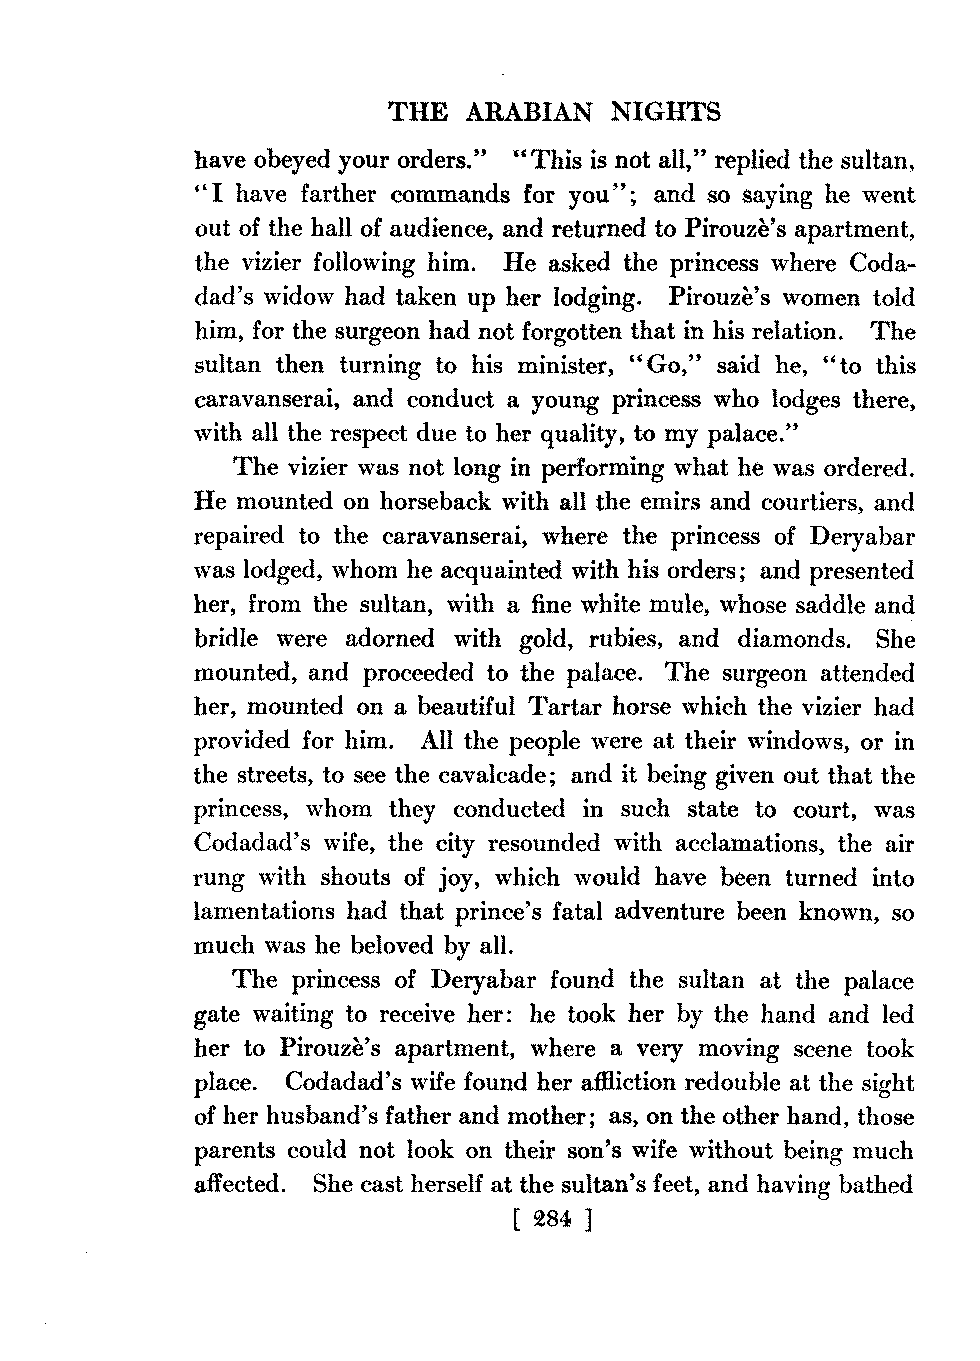 THE ARABIAN NIGHTS
have obeyed your orders.” “This is not all,” replied the sultan,
“I have farther commands for you”; and so saying he went
out of the hall of audience, and returned to Pirouzè’s apartment,
the vizier following him. He asked the princess where Coda-
dad’s widow had taken up her lodging. Pirouzè’s women told
him, for the surgeon had not forgotten that in his relation. The
sultan then turning to his minister, “Go,” said he, “to this
caravanserai, and conduct a young princess who lodges there,
with all the respect due to her quality, to my palace.”
The vizier was not long in performing what he was ordered.
He mounted on horseback with all the emirs and courtiers, and
repaired to the caravanserai, where the princess of Deryabar
was lodged, whom he acquainted with his orders; and presented
her, from the sultan, with a fine white mule, whose saddle and
bridle were adorned with gold, rubies, and diamonds. She
mounted, and proceeded to the palace. The surgeon attended
her, mounted on a beautiful Tartar horse which the vizier had
provided for him. All the people were at their windows, or in
the streets, to see the cavalcade; and it being given out that the
princess, whom they conducted in such state to court, was
Codadad’s wife, the city resounded with acclamations, the air
rung with shouts of joy, which would have been turned into
lamentations had that prince’s fatal adventure been known, so
much was he beloved by all.
The princess of Deryabar found the sultan at the palace
gate waiting to receive her: he took her by the hand and led
her to Pirouzè’s apartment, where a very moving scene took
place. Codadad’s wife found her affliction redouble at the sight
of her husband’s father and mother; as, on the other hand, those
parents could not look on their son’s wife without being much
affected. She cast herself at the sultan’s feet, and having bathed
[ 284 ]